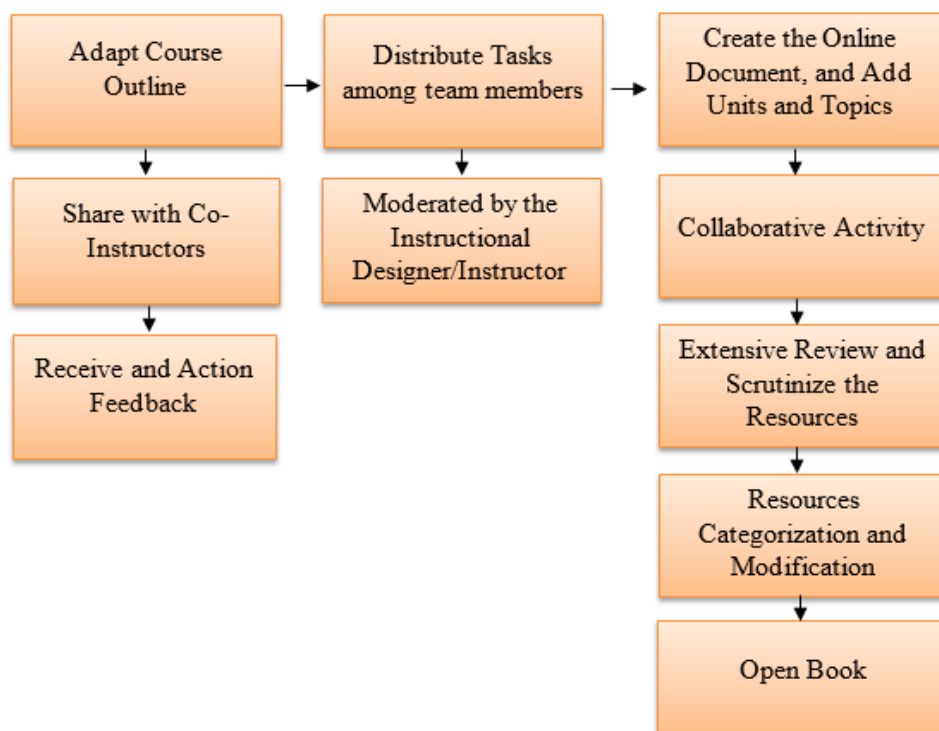 Adapt Course
Outline
Distribute Tasks
among team members
Create the Online
Document, and Add
Units and Topics
Share with Co-
Instructors
Moderated by the
Instructional
Designer/Instructor
Collaborative Activity
Receive and Action
Feedback
Extensive Review and
Scrutinize the
Resources
Resources
Categorization and
Modification
Open Book